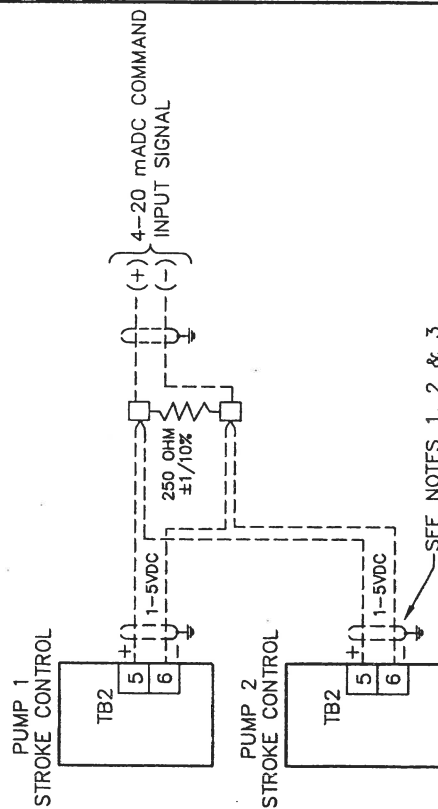 PUMP 1
STROKE CONTROL
TB2
5
6
+
−
1-5VDC
250 OHM
±1/10%
(+)
(-)
4-20 mADC COMMAND
INPUT SIGNAL
PUMP 2
STROKE CONTROL
TB2
5
6
+
−
1-5VDC
SEE NOTES 1, 2 & 3